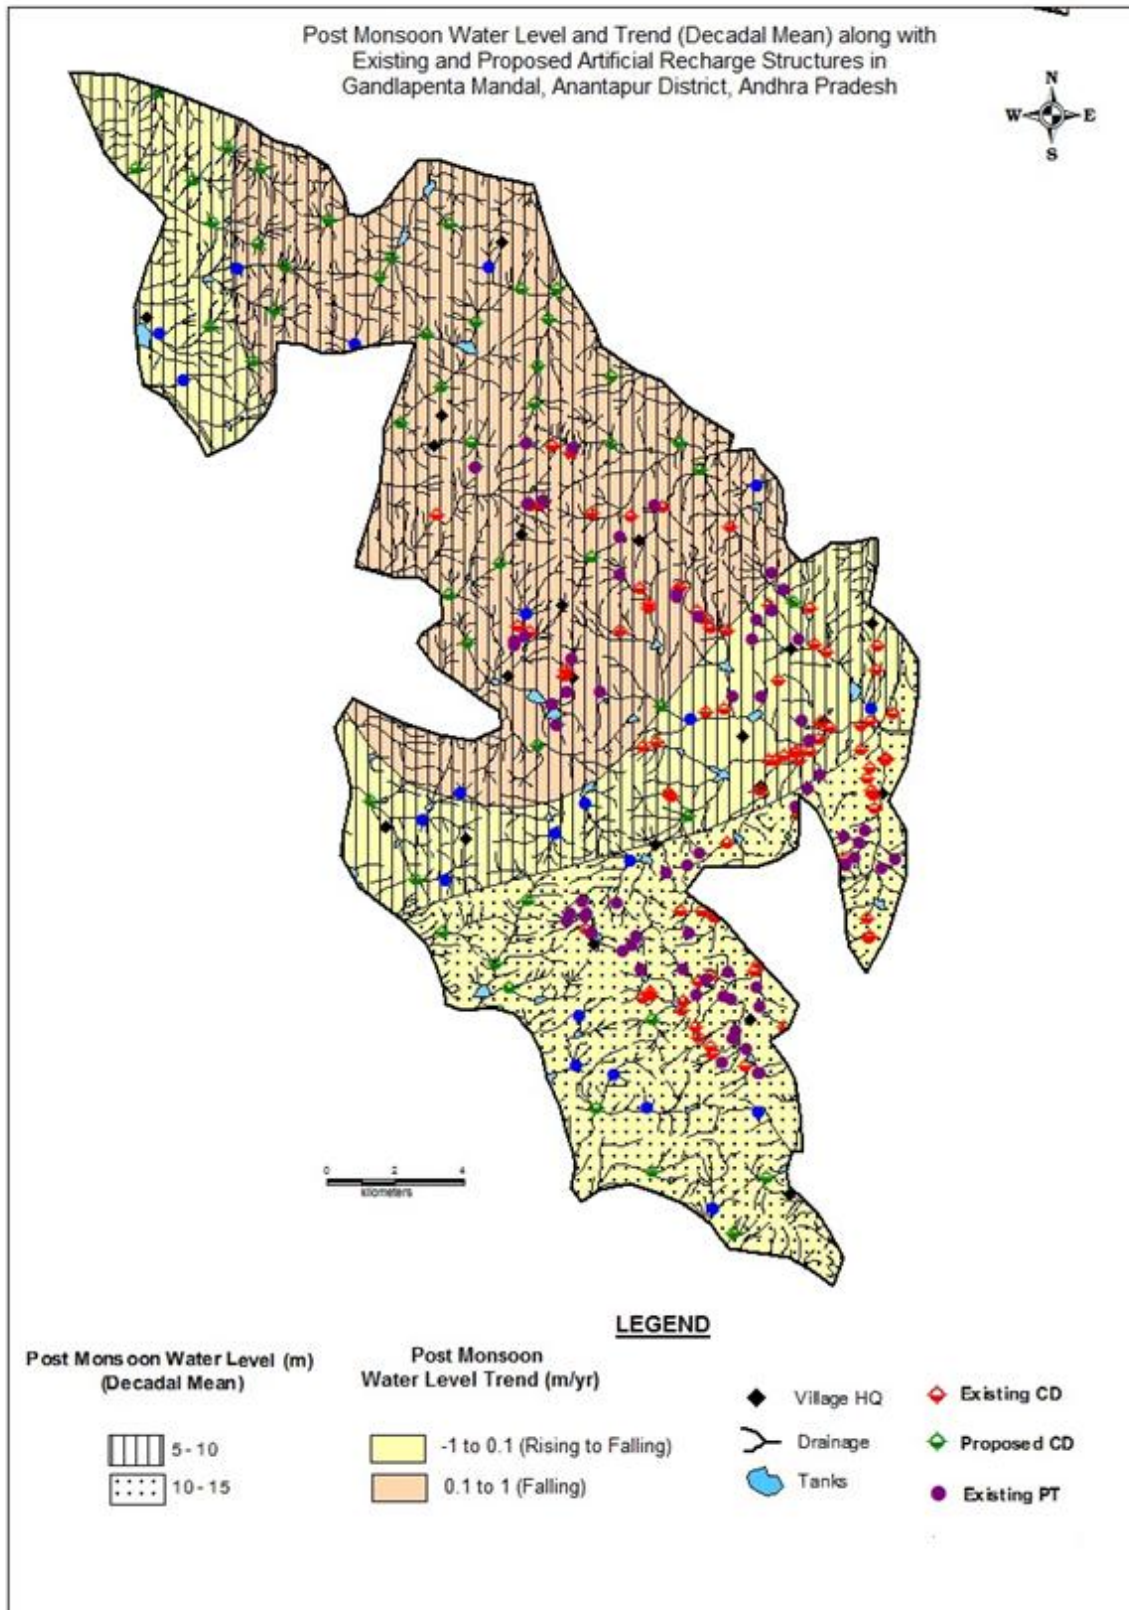 Post Monsoon Water Level and Trend (Decadal Mean) along with
Existing and Proposed Artificial Recharge Structures in
Gandlapenta Mandal, Anantapur District, Andhra Pradesh
N
W E
S
0 2 4
kilometers
LEGEND
Post Monsoon Water Level (m)
(Decadal Mean)
5 - 10
10 - 15
Post Monsoon
Water Level Trend (m/yr)
-1 to 0.1 (Rising to Falling)
0.1 to 1 (Falling)
Village HQ
Drainage
Tanks
Existing CD
Proposed CD
Existing PT